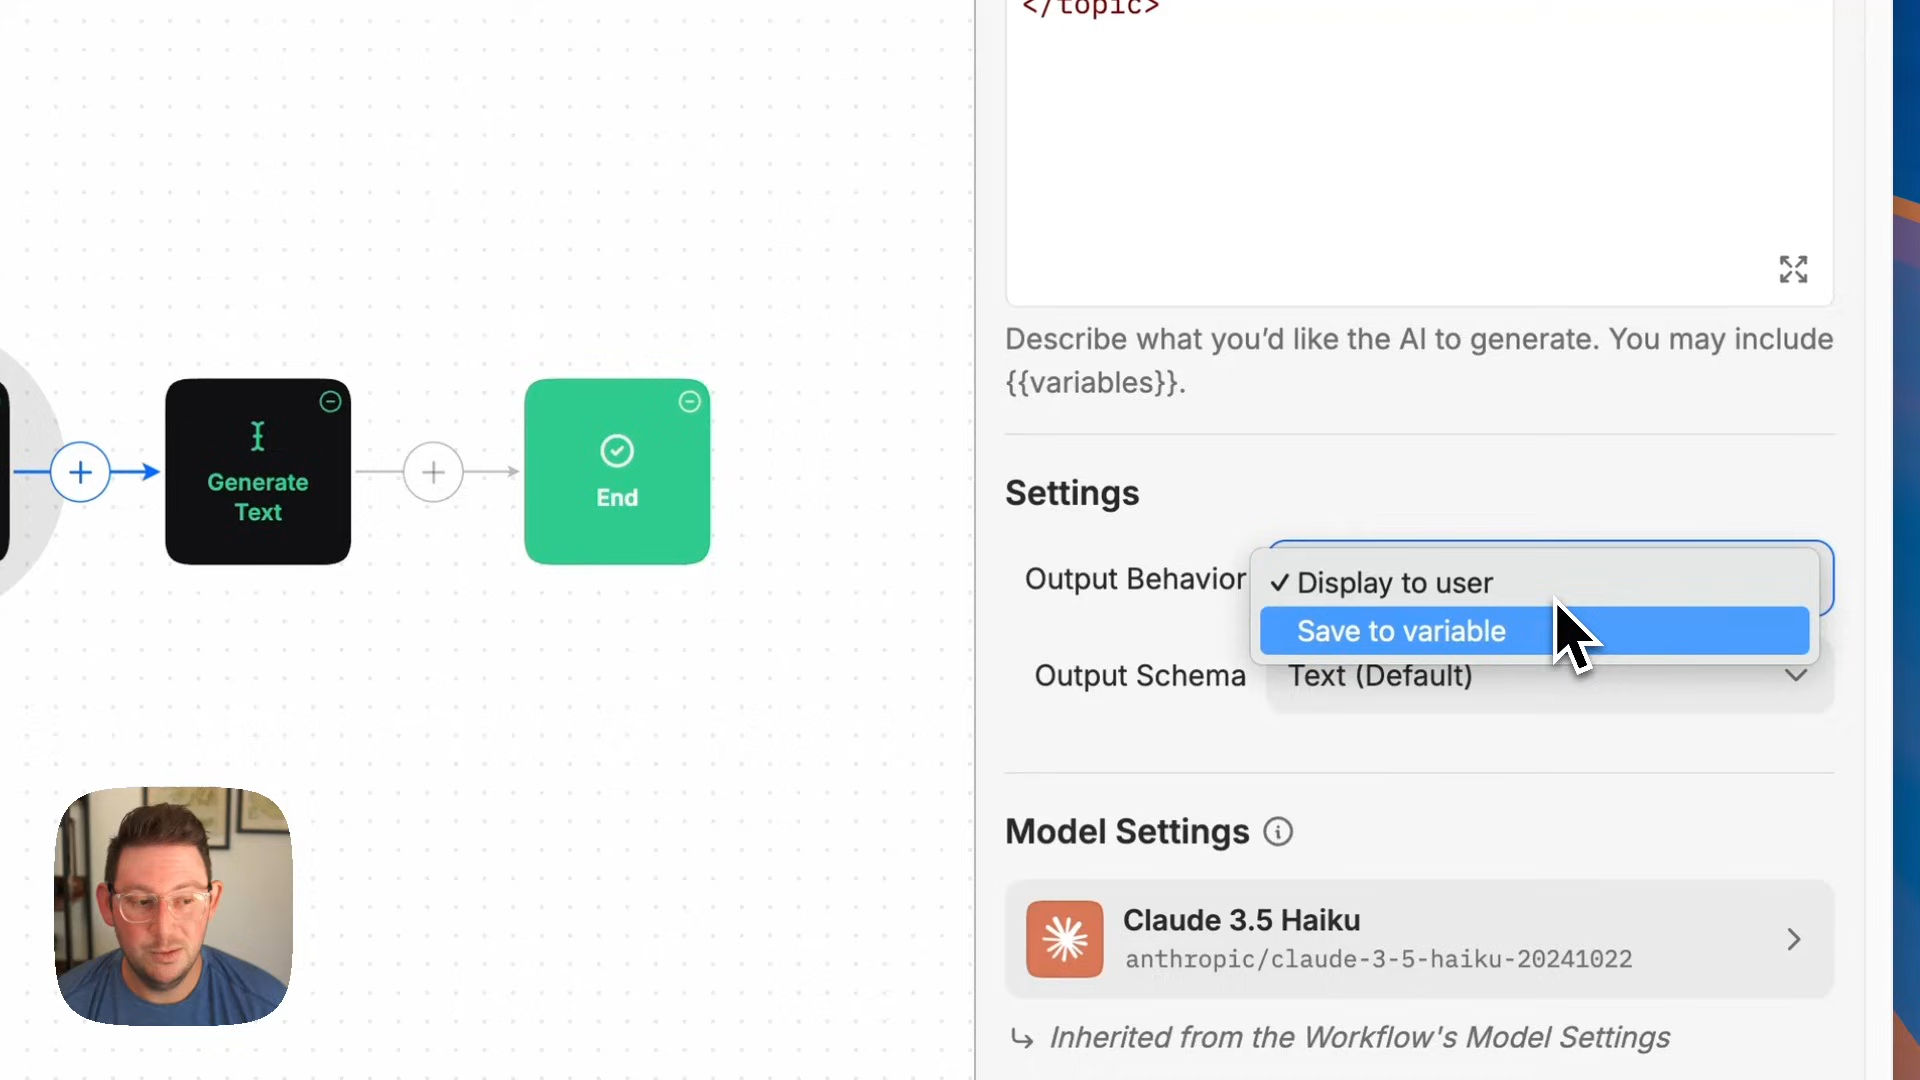 </topic>
Describe what you’d like the AI to generate. You may include
{{variables}}.
Generate
Text
End
Settings
Output Behavior
✓ Display to user
Save to variable
Output Schema
Text (Default)
Model Settings
Claude 3.5 Haiku
anthropic/claude-3-5-haiku-20241022
Inherited from the Workflow's Model Settings